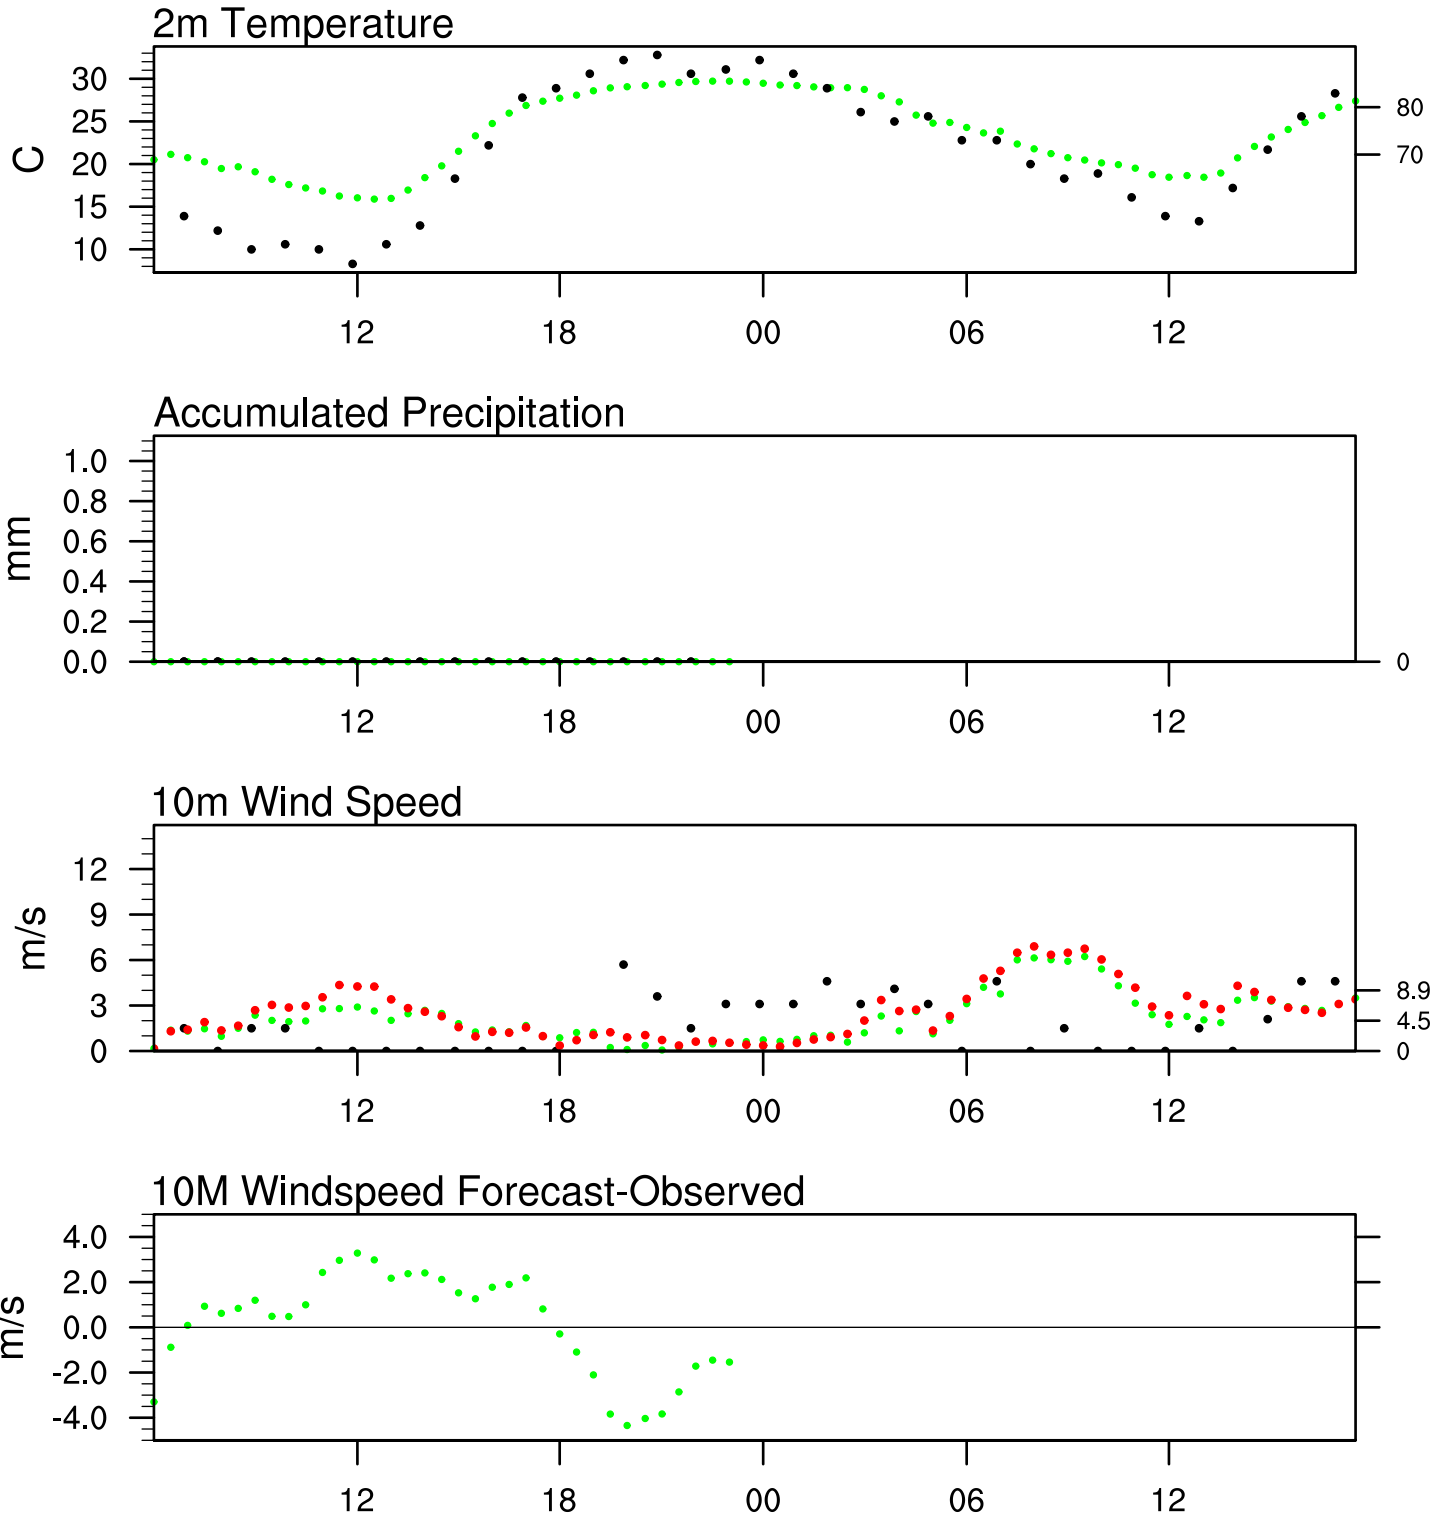 2m Temperature
30
25
20
15
10
C
80
70
12 18 00 06 12
Accumulated Precipitation
1.0
0.8
0.6
0.4
0.2
0.0
mm
0
12 18 00 06 12
10m Wind Speed
12
9
6
3
0
m/s
8.9
4.5
0
12 18 00 06 12
10M Windspeed Forecast-Observed
4.0
2.0
0.0
-2.0
-4.0
m/s
12 18 00 06 12